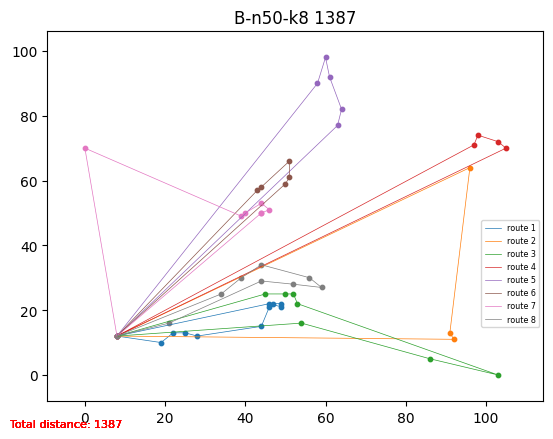 B-n50-k8 1387
100
80
60
40
20
0
0 20 40 60 80 100
route 1
route 2
route 3
route 4
route 5
route 6
route 7
route 8
Total distance: 1387